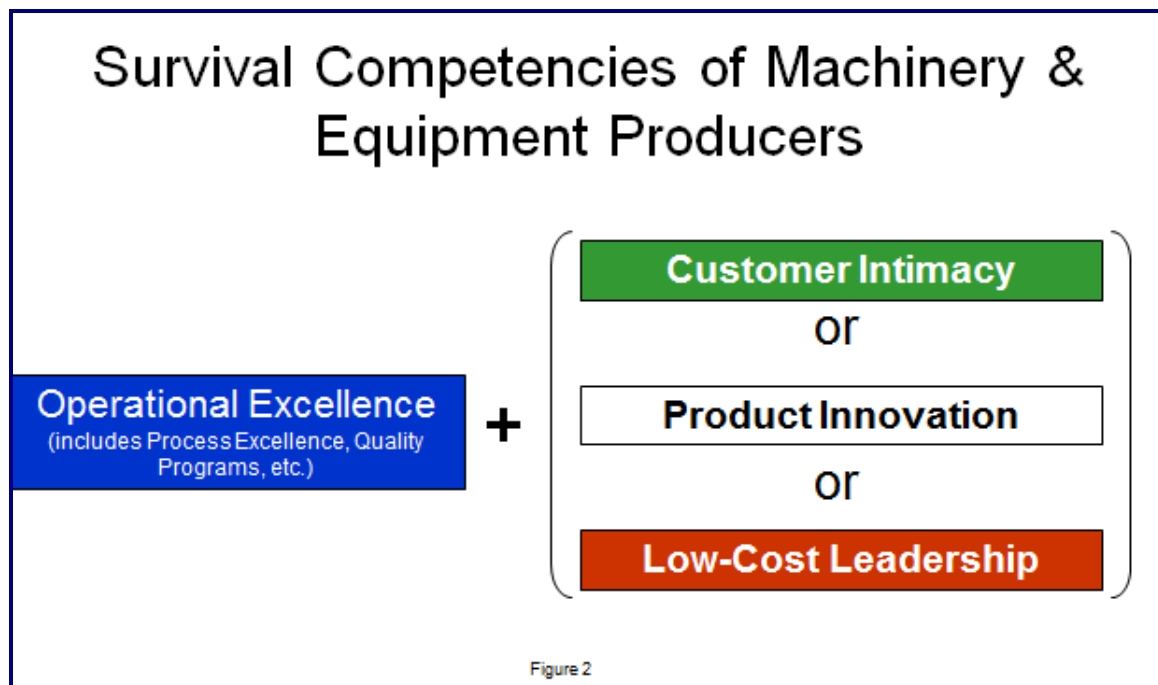 Survival Competencies of Machinery &
Equipment Producers
Customer Intimacy
or
Operational Excellence
(includes Process Excellence, Quality
Programs, etc.)
+
Product Innovation
or
Low-Cost Leadership
Figure 2